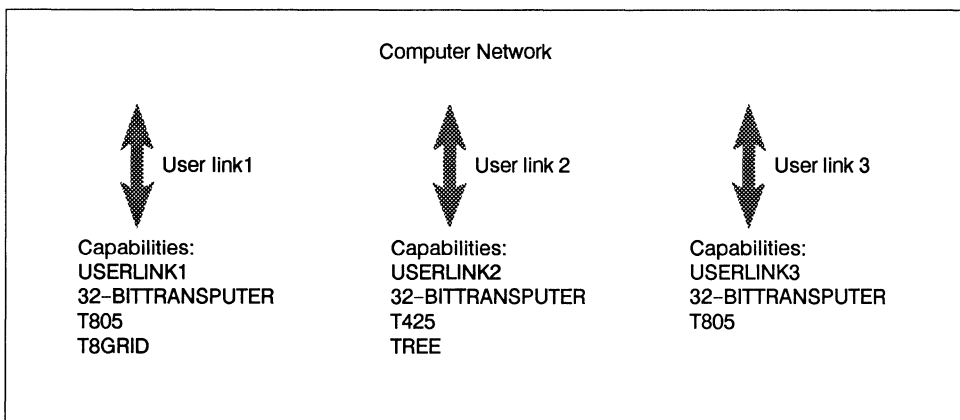 Computer Network
User link1
User link 2
User link 3
Capabilities:
USERLINK1
32-BITTRANSPUTER
T805
T8GRID
Capabilities:
USERLINK2
32-BITTRANSPUTER
T425
TREE
Capabilities:
USERLINK3
32-BITTRANSPUTER
T805